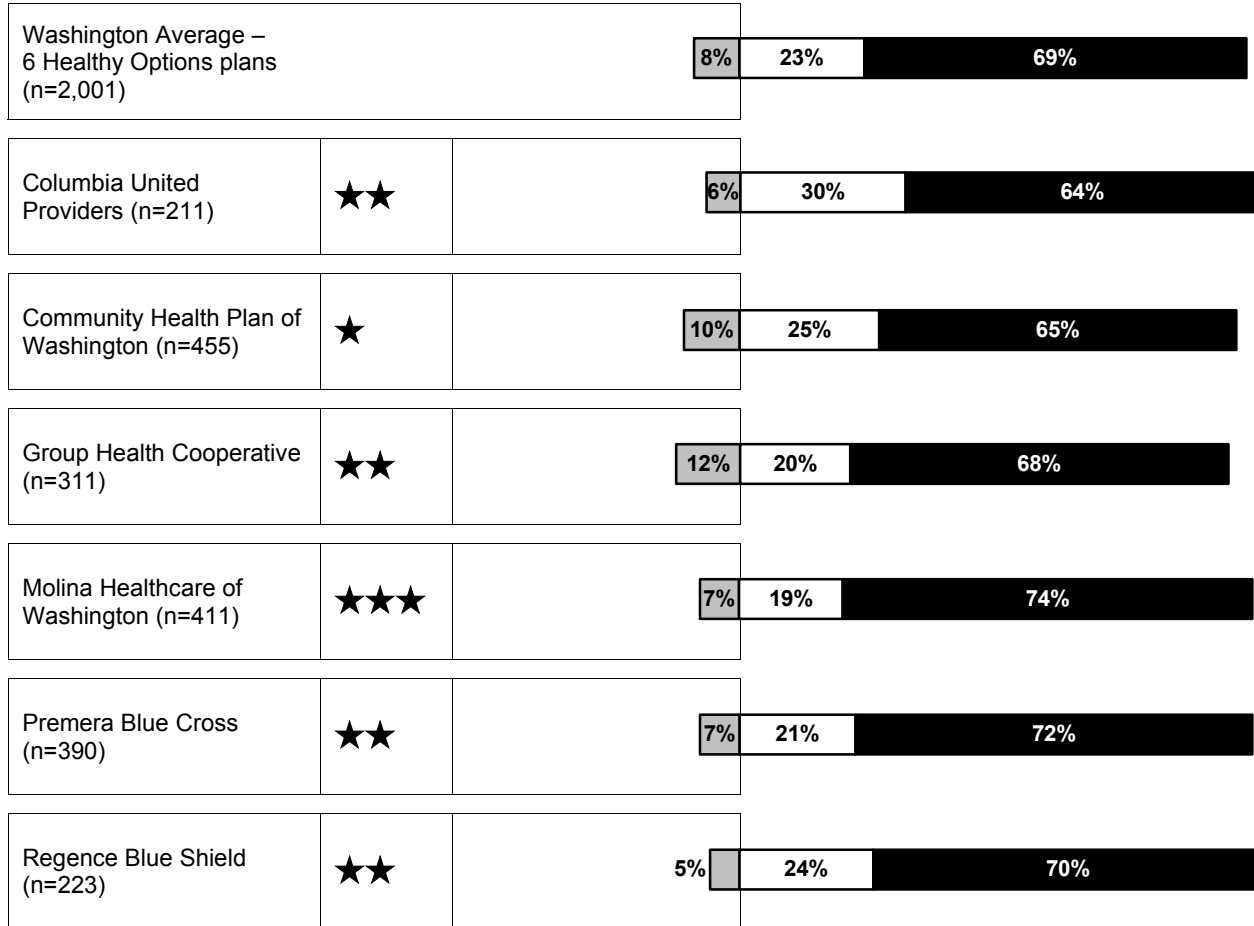 Washington Average –
6 Healthy Options plans
(n=2,001)
8% 23% 69%
Columbia United
Providers (n=211)
★★
6% 30% 64%
Community Health Plan of
Washington (n=455)
★
10% 25% 65%
Group Health Cooperative
(n=311)
★★
12% 20% 68%
Molina Healthcare of
Washington (n=411)
★★★
7% 19% 74%
Premera Blue Cross
(n=390)
★★
7% 21% 72%
Regence Blue Shield
(n=223)
★★
5% 24% 70%